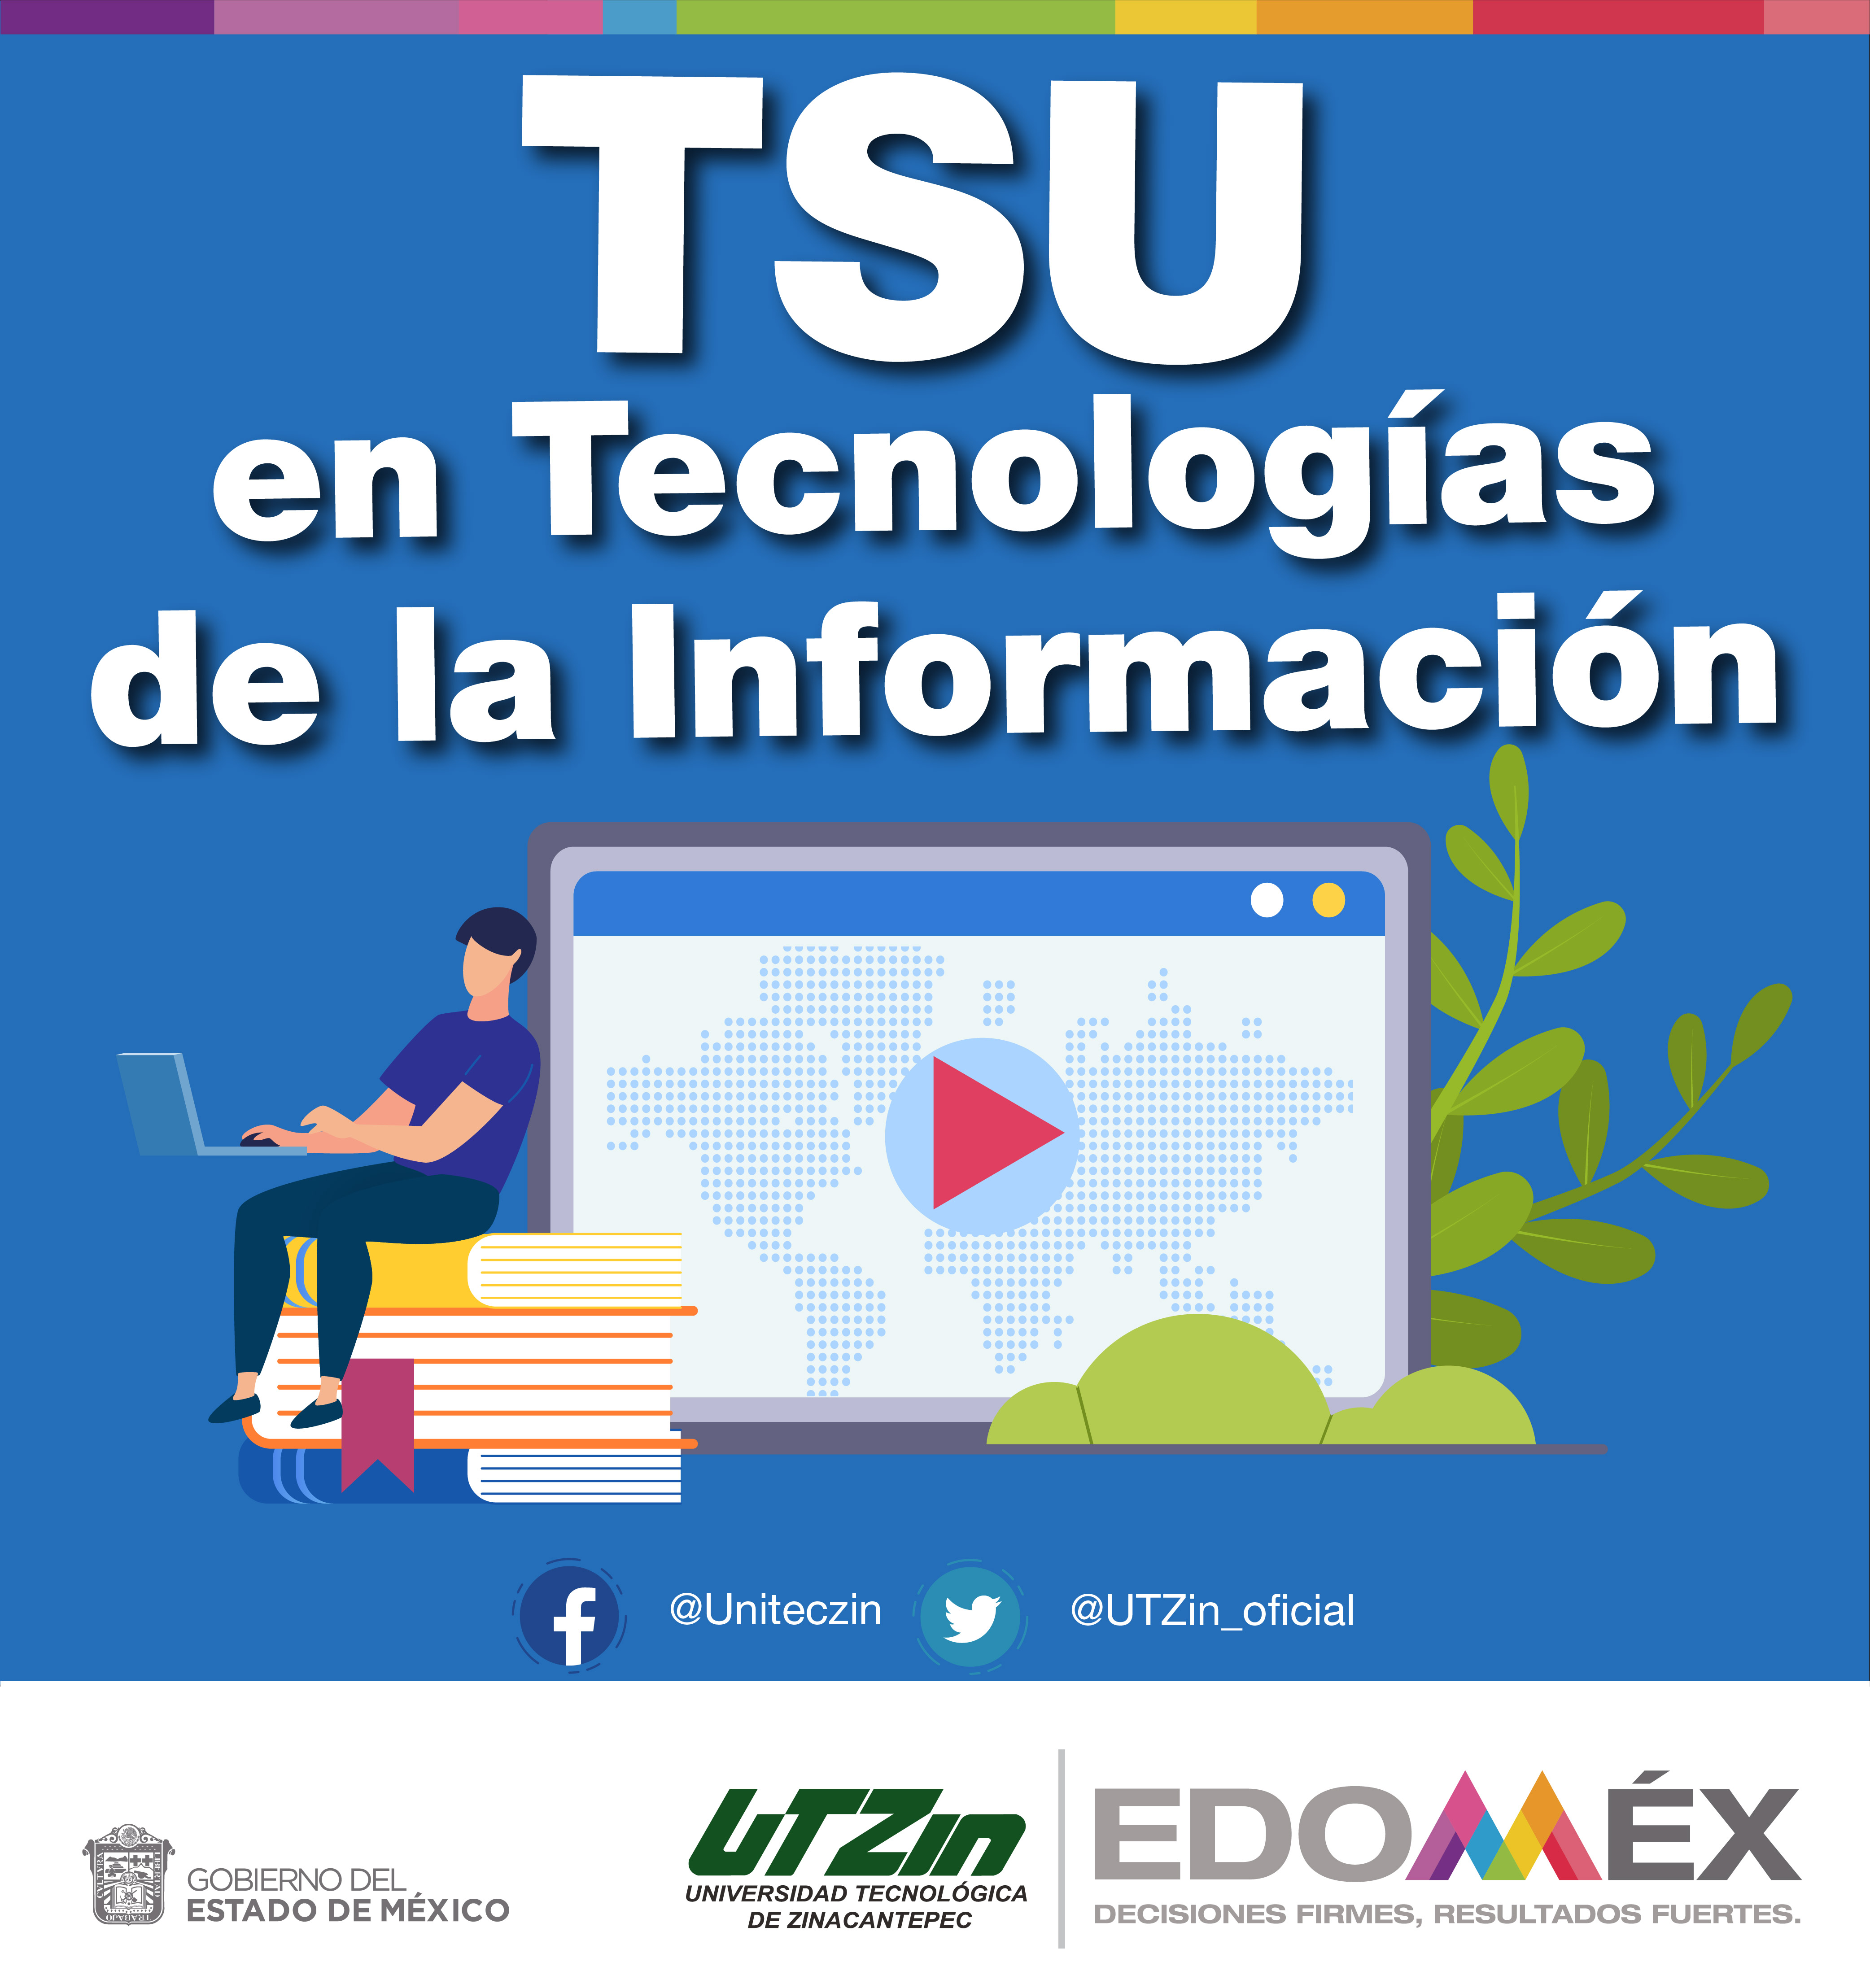 TSU
en Tecnologías
de la Información
@Uniteczin
@UTZin_oficial
GOBIERNO DEL
ESTADO DE MÉXICO
UTZin
UNIVERSIDAD TECNOLÓGICA
DE ZINACANTEPEC
EDOMÉX
DECISIONES FIRMES, RESULTADOS FUERTES.